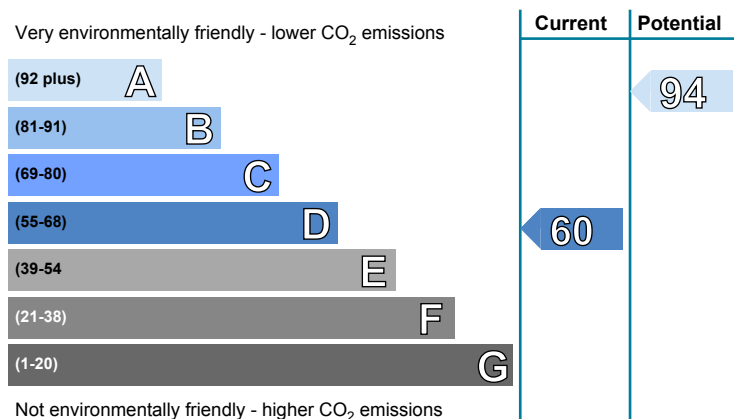 Very environmentally friendly - lower CO2 emissions
Current
Potential
(92 plus) A
94
(81-91) B
(69-80) C
(55-68) D
60
(39-54 E
(21-38) F
(1-20) G
Not environmentally friendly - higher CO2 emissions